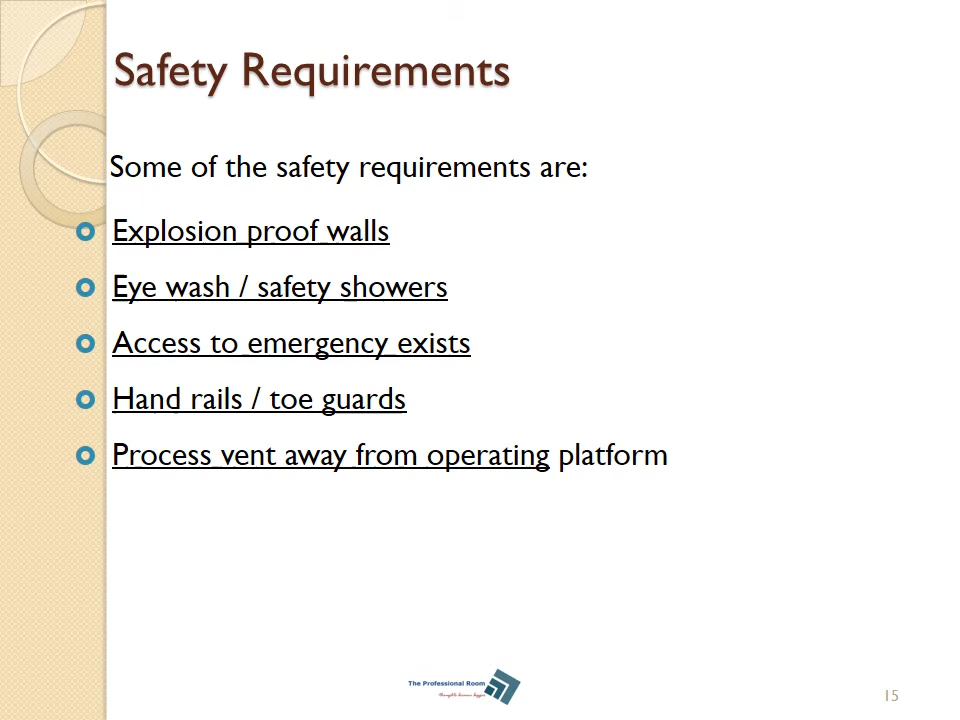 Safety Requirements
Some of the safety requirements are:
Explosion proof walls
Eye wash / safety showers
Access to emergency exists
Hand rails / toe guards
Process vent away from operating platform
The Professional Room
15